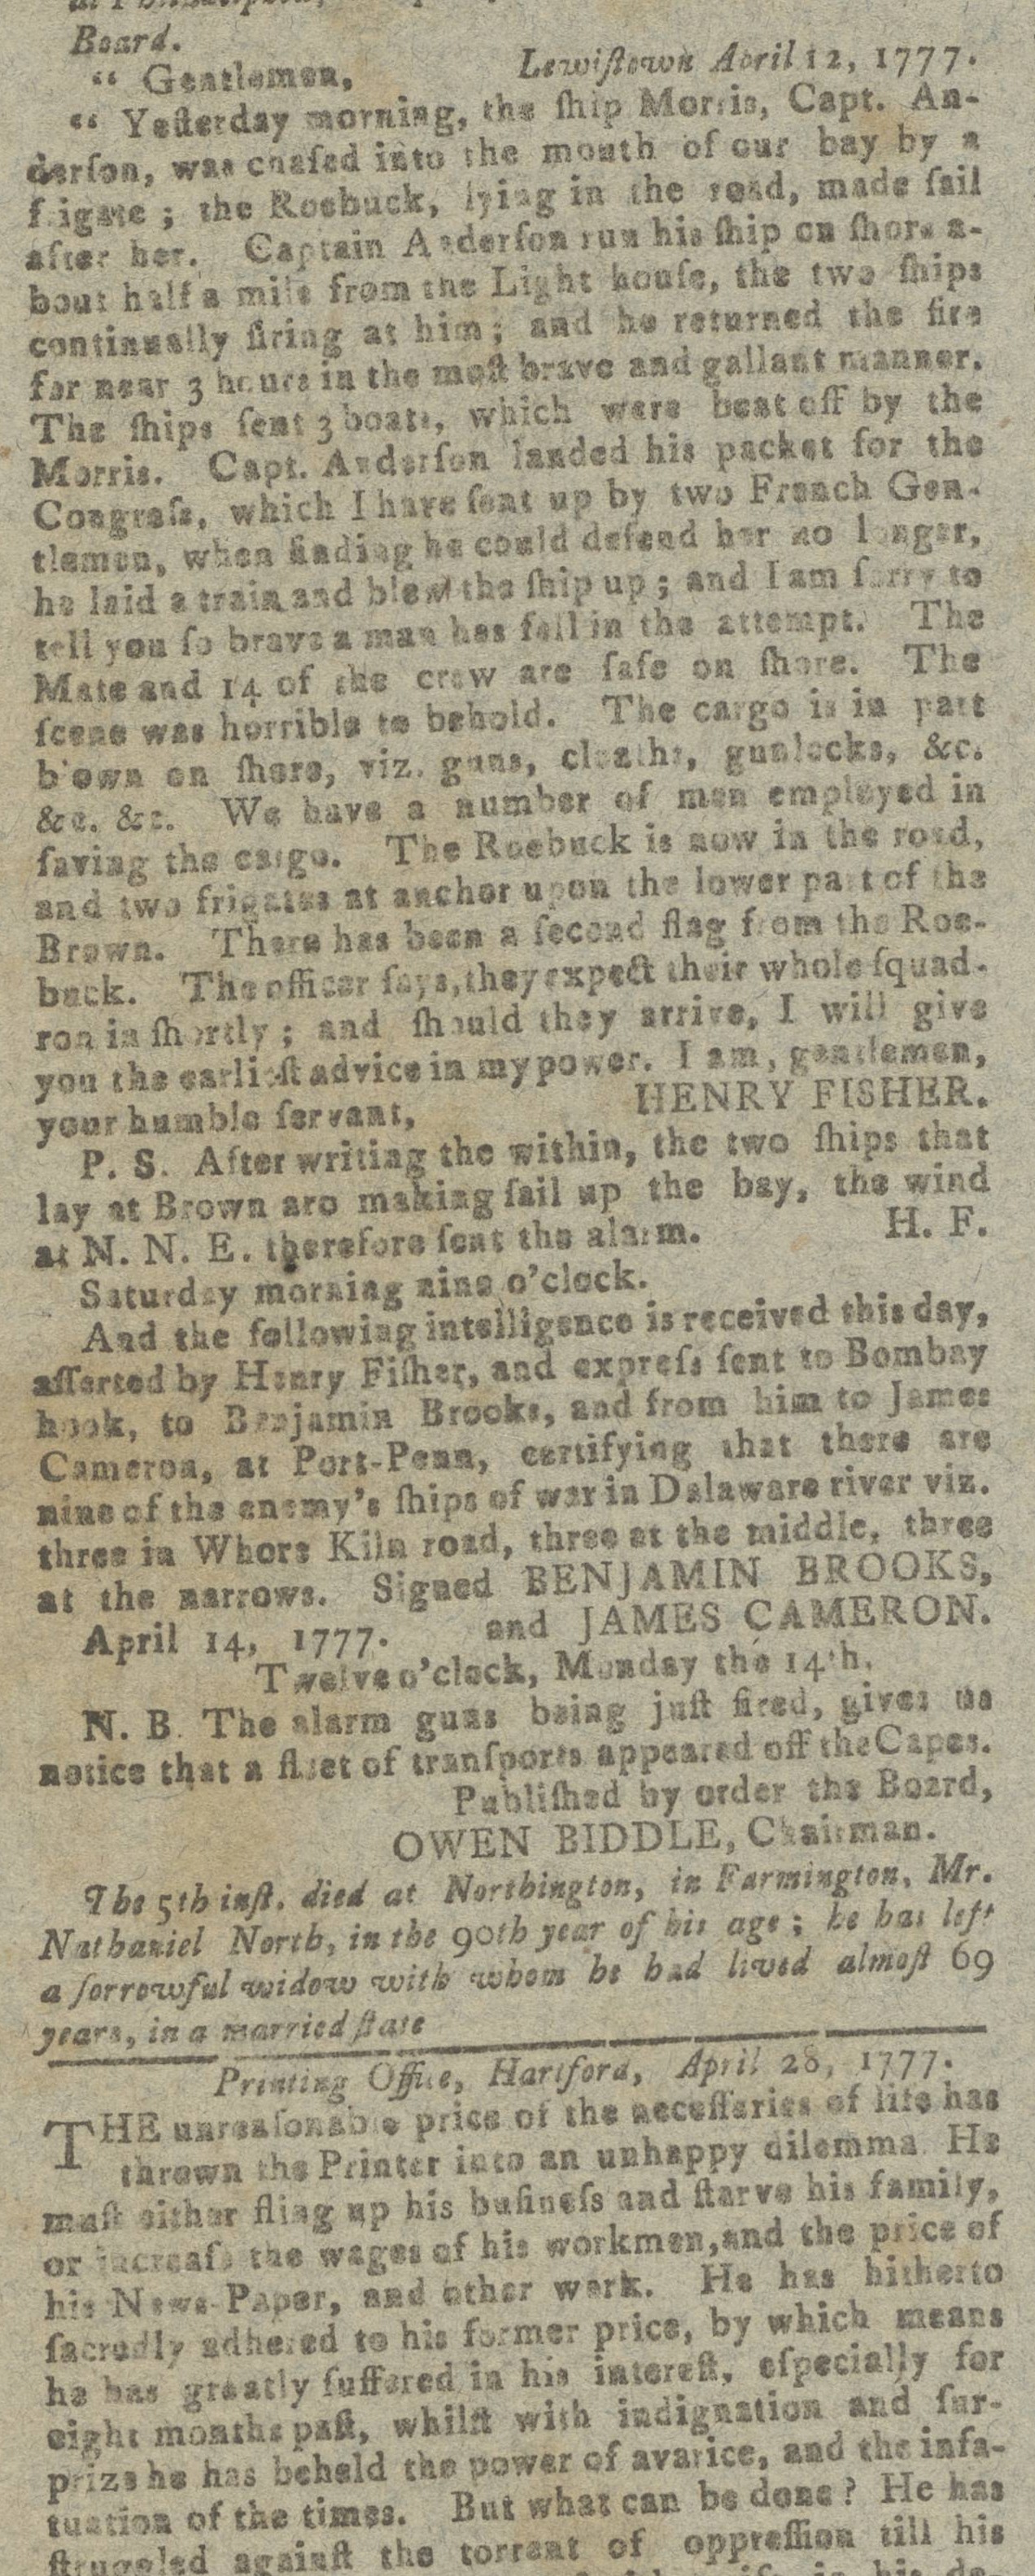 Board.
Lewiſtown April 12, 1777.
“ Gentlemen,
“ Yeſterday morning, the ſhip Morris, Capt. An-
derſon, was chaſed into the mouth of our bay by a
frigate ; the Roebuck, lying in the road, made ſail
after her. Captain Anderſon run his ſhip on ſhore a-
bout half a mile from the Light houſe, the two ſhips
continually firing at him ; and he returned the fire
for near 3 hours in the moſt brave and gallant manner.
The ſhips ſent 3 boats, which were beat off by the
Morris. Capt. Anderſon landed his packet for the
Congreſs, which I have ſent up by two French Gen-
tlemen, when finding he could defend her no longer,
he laid a train and blew the ſhip up ; and I am ſorry to
tell you ſo brave a man has fell in the attempt. The
Mate and 14 of the crew are ſafe on ſhore. The
ſcene was horrible to behold. The cargo is in part
blown on ſhore, viz. guns, cloaths, gunlocks, &c.
&c. &c. We have a number of men employed in
ſaving the cargo. The Roebuck is now in the road,
and two frigates at anchor upon the lower part of the
Brown. There has been a ſecond flag from the Roe-
buck. The officer ſays, they expect their whole ſquad-
ron in ſhortly ; and ſhould they arrive, I will give
you the earlieſt advice in my power. I am, gentlemen,
your humble ſervant, HENRY FISHER.
P. S. After writing the within, the two ſhips that
lay at Brown are making ſail up the bay, the wind
at N. N. E. therefore ſent the alarm. H. F.
Saturday morning nine o’clock.
And the following intelligence is received this day,
aſſerted by Henry Fiſher, and expreſs ſent to Bombay
hook, to Benjamin Brooks, and from him to James
Cameron, at Port-Penn, certifying that there are
nine of the enemy’s ſhips of war in Delaware river viz.
three in Whore Kiln road, three at the middle, three
at the narrows. Signed BENJAMIN BROOKS,
and JAMES CAMERON.
April 14, 1777.
Twelve o’clock, Monday the 14th.
N. B. The alarm guns being juſt fired, gives us
notice that a fleet of tranſports appeared off the Capes.
Publiſhed by order the Board,
OWEN BIDDLE, Chairman.
The 5th inſt. died at Northington, in Farmington, Mr.
Nathaniel North, in the 90th year of his age ; he has left
a ſorrowful widow with whom he had lived almoſt 69
years, in a married ſtate
Printing Office, Hartford, April 28, 1777.
THE unreaſonable price of the neceſſaries of life has
thrown the Printer into an unhappy dilemma. He
muſt either fling up his buſineſs and ſtarve his family,
or increaſe the wages of his workmen, and the price of
his News-Paper, and other work. He has hitherto
ſacredly adhered to his former price, by which means
he has greatly ſuffered in his intereſt, eſpecially for
eight months paſt, whilſt with indignation and ſur-
prize he has beheld the power of avarice, and the infa-
tuation of the times. But what can be done? He has
ſtruggled againſt the torrent of oppreſſion till his